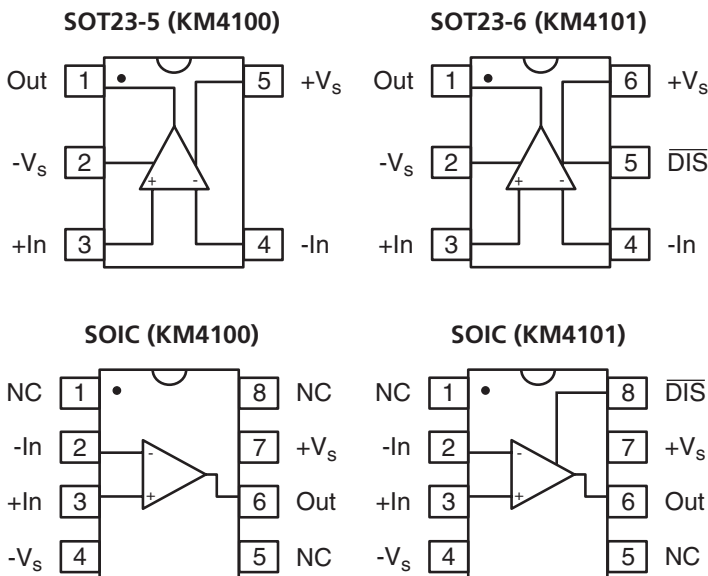 SOT23-5 (KM4100)
Out 1 5 +Vs
-Vs 2
+ -
+In 3 4 -In
SOT23-6 (KM4101)
Out 1 6 +Vs
-Vs 2 5 D̅I̅S̅
+ -
+In 3 4 -In
SOIC (KM4100)
NC 1 8 NC
-In 2 - 7 +Vs
+In 3 + 6 Out
-Vs 4 5 NC
SOIC (KM4101)
NC 1 8 D̅I̅S̅
-In 2 - 7 +Vs
+In 3 + 6 Out
-Vs 4 5 NC